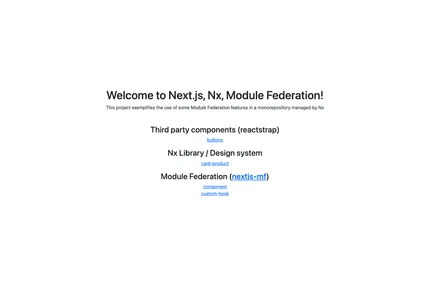 Welcome to Next.js, Nx, Module Federation!
This project exemplifies the use of some Module Federation features in a monorepository managed by Nx
Third party components (reactstrap)
buttons
Nx Library / Design system
card-product
Module Federation (nextjs-mf)
component
custom-hook